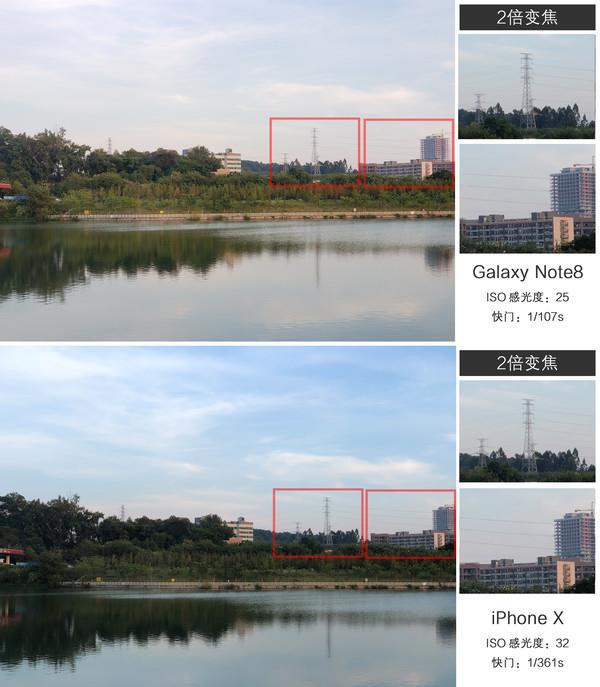 2倍变焦
Galaxy Note8
ISO 感光度：25
快门：1/107s
2倍变焦
iPhone X
ISO 感光度：32
快门：1/361s